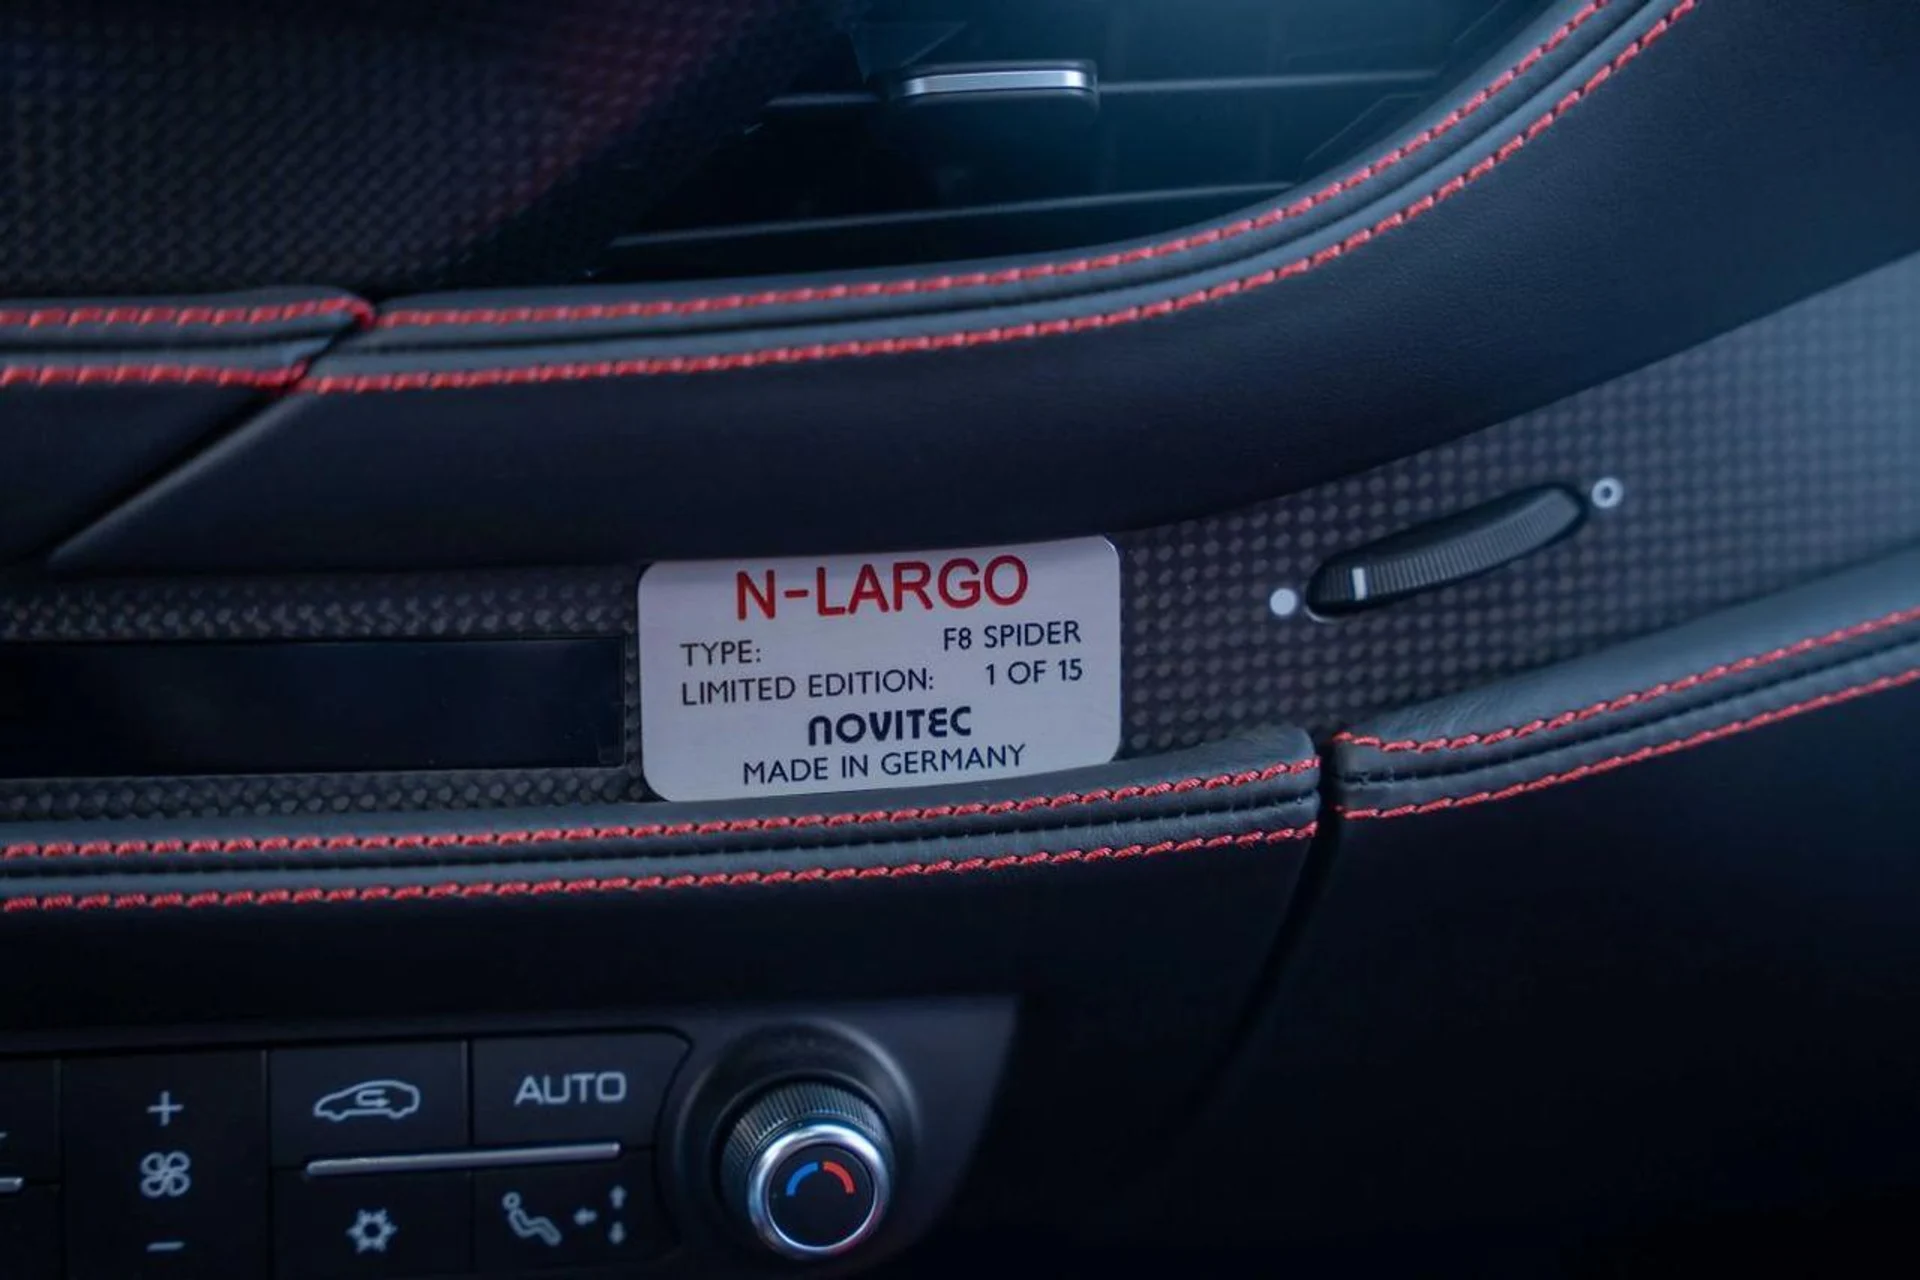 N-LARGO
TYPE: F8 SPIDER
LIMITED EDITION: 1 OF 15
NOVITEC
MADE IN GERMANY
AUTO